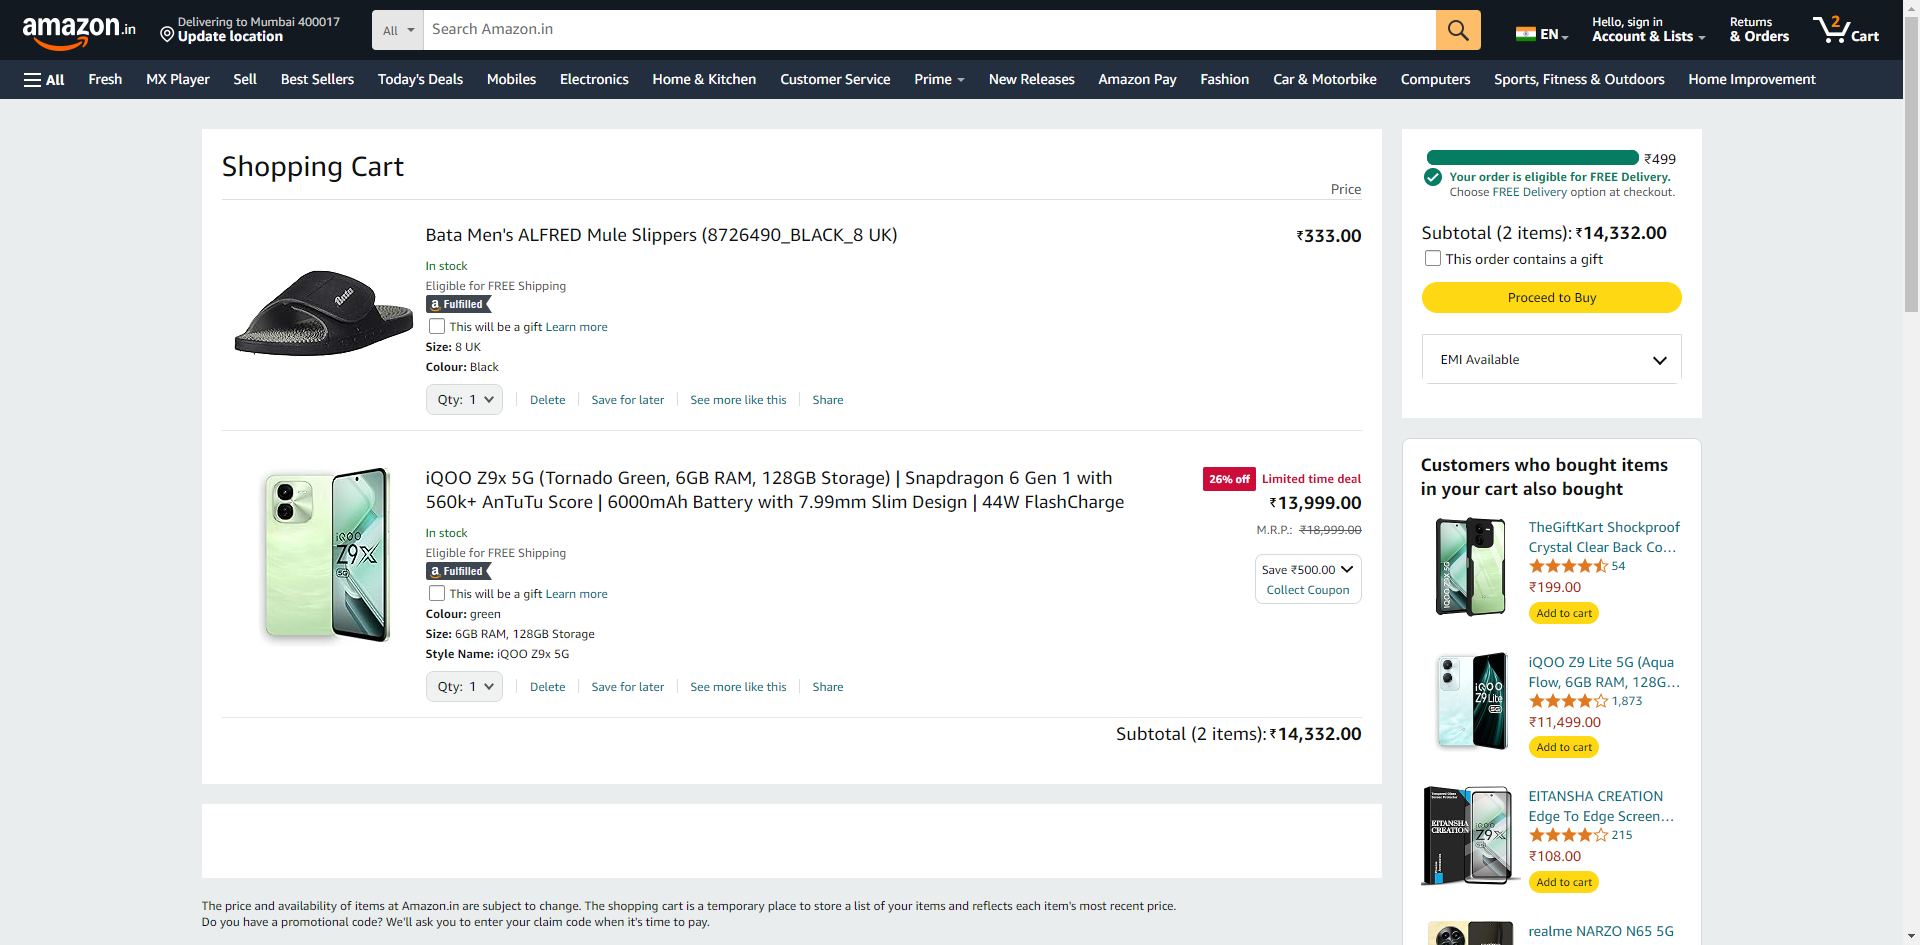 amazon.in
Delivering to Mumbai 400017
Update location
All
Search Amazon.in
EN
Hello, sign in
Account & Lists
Returns
& Orders
2
Cart
All
Fresh
MX Player
Sell
Best Sellers
Today's Deals
Mobiles
Electronics
Home & Kitchen
Customer Service
Prime
New Releases
Amazon Pay
Fashion
Car & Motorbike
Computers
Sports, Fitness & Outdoors
Home Improvement
Shopping Cart
Price
Bata
Bata Men's ALFRED Mule Slippers (8726490_BLACK_8 UK)
₹333.00
In stock
Eligible for FREE Shipping
a Fulfilled
This will be a gift Learn more
Size: 8 UK
Colour: Black
Qty: 1
Delete
Save for later
See more like this
Share
iQOO
Z9X
5G
iQOO Z9x 5G (Tornado Green, 6GB RAM, 128GB Storage) | Snapdragon 6 Gen 1 with
560k+ AnTuTu Score | 6000mAh Battery with 7.99mm Slim Design | 44W FlashCharge
26% off
Limited time deal
₹13,999.00
M.R.P.: ₹18,999.00
Save ₹500.00
Collect Coupon
In stock
Eligible for FREE Shipping
a Fulfilled
This will be a gift Learn more
Colour: green
Size: 6GB RAM, 128GB Storage
Style Name: iQOO Z9x 5G
Qty: 1
Delete
Save for later
See more like this
Share
Subtotal (2 items): ₹14,332.00
The price and availability of items at Amazon.in are subject to change. The shopping cart is a temporary place to store a list of your items and reflects each item's most recent price.
Do you have a promotional code? We'll ask you to enter your claim code when it's time to pay.
₹499
Your order is eligible for FREE Delivery.
Choose FREE Delivery option at checkout.
Subtotal (2 items): ₹14,332.00
This order contains a gift
Proceed to Buy
EMI Available
Customers who bought items
in your cart also bought
IQOO Z9X 5G
TheGiftKart Shockproof
Crystal Clear Back Co...
54
₹199.00
Add to cart
iQOO
Z9 Lite
5G
iQOO Z9 Lite 5G (Aqua
Flow, 6GB RAM, 128G...
1,873
₹11,499.00
Add to cart
EITANSHA
CREATION
iQOO
Z9X
EITANSHA CREATION
Edge To Edge Screen...
215
₹108.00
Add to cart
realme NARZO N65 5G